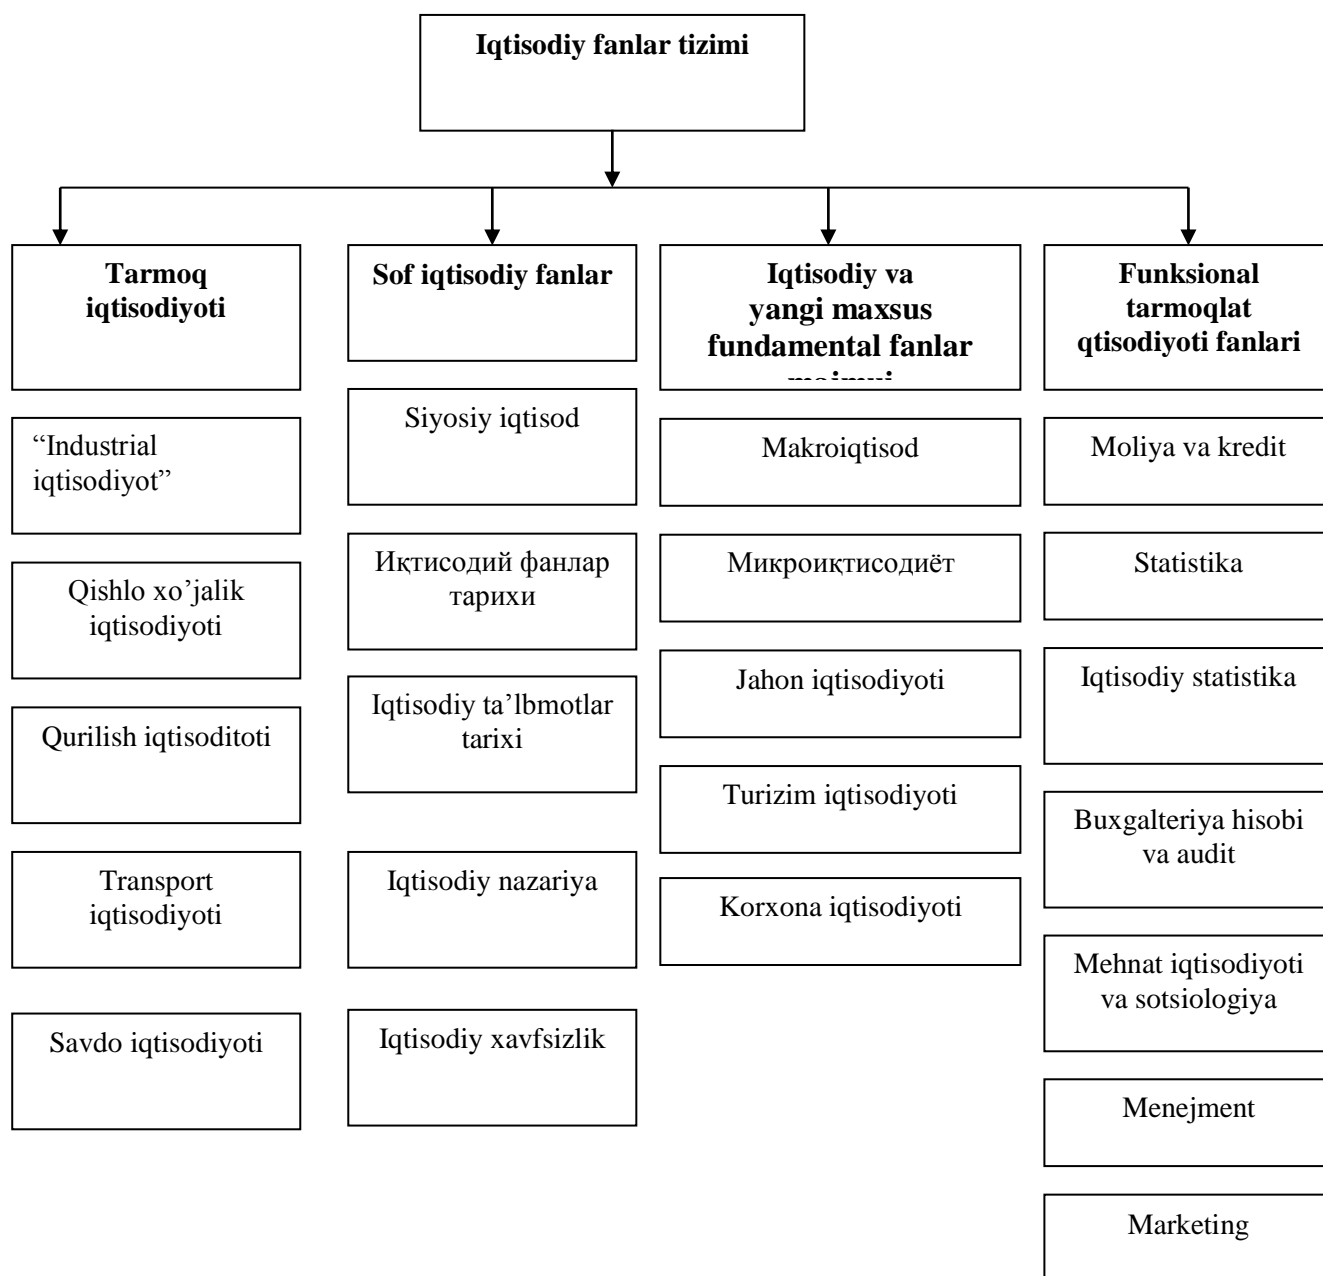 Iqtisodiy fanlar tizimi
Tarmoq
iqtisodiyoti
“Industrial
iqtisodiyot”
Qishlo xo’jalik
iqtisodiyoti
Qurilish iqtisoditoti
Transport
iqtisodiyoti
Savdo iqtisodiyoti
Sof iqtisodiy fanlar
Siyosiy iqtisod
Иқтисодий фанлар
тарихи
Iqtisodiy ta’lbmotlar
tarixi
Iqtisodiy nazariya
Iqtisodiy xavfsizlik
Iqtisodiy va
yangi maxsus
fundamental fanlar
Makroiqtisod
Микроиқтисодиёт
Jahon iqtisodiyoti
Turizim iqtisodiyoti
Korxona iqtisodiyoti
Funksional
tarmoqlat
qtisodiyoti fanlari
Moliya va kredit
Statistika
Iqtisodiy statistika
Buxgalteriya hisobi
va audit
Mehnat iqtisodiyoti
va sotsiologiya
Menejment
Marketing